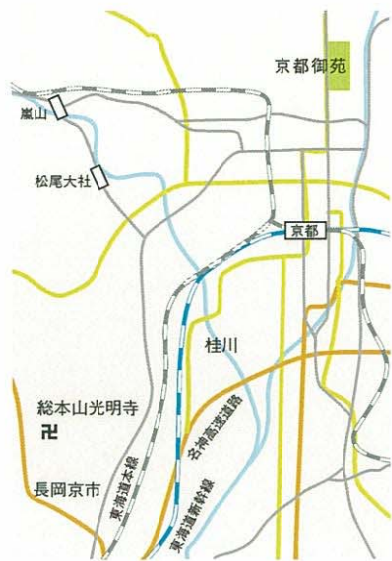 京都御苑
嵐山
松尾大社
京都
桂川
総本山光明寺
卍
長岡京市
東海道本線
名神高速道路
東海道新幹線